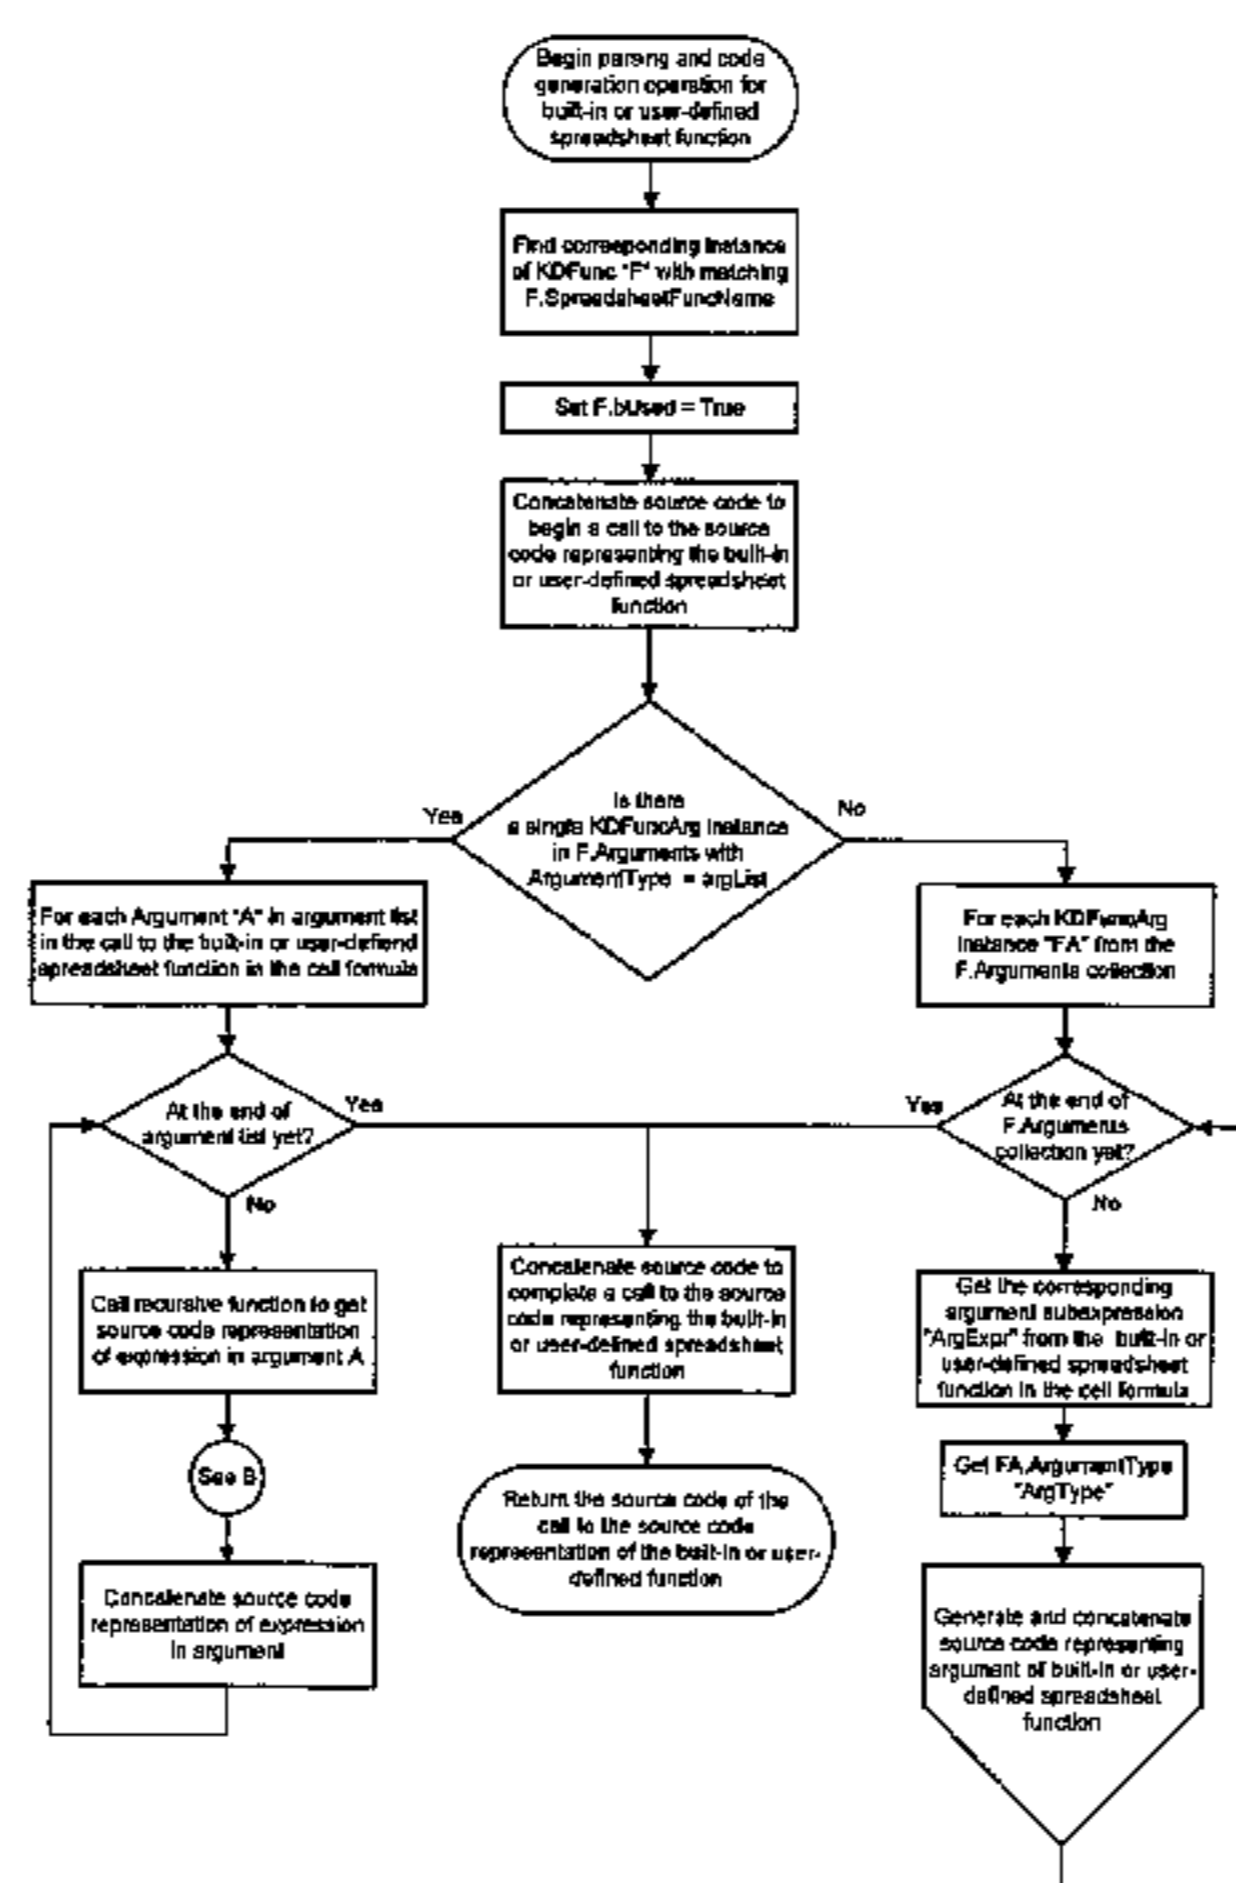 Begin parsing and code
generation operation for
built-in or user-defined
spreadsheet function
Find corresponding instance
of KDFunc "F" with matching
F.SpreadsheetFuncName
Set F.bUsed = True
Concatenate source code to
begin a call to the source
code representing the built-in
or user-defined spreadsheet
function
Is there
a single KDFuncArg instance
in F.Arguments with
ArgumentType = argList
Yes
No
For each Argument "A" in argument list
in the call to the built-in or user-defiend
spreadsheet function in the cell formula
For each KDFuncArg
instance "FA" from the
F.Arguments collection
At the end of
argument list yet?
Yes
No
Yes
At the end of
F.Arguments
collection yet?
No
Call recursive function to get
source code representation
of expression in argument A
Concatenate source code to
complete a call to the source
code representing the built-in
or user-defined spreadsheet
function
Get the corresponding
argument subexpression
"ArgExpr" from the built-in or
user-defined spreadsheet
function in the cell formula
See B
Get FA.ArgumentType
"ArgType"
Return the source code of the
call to the source code
representation of the built-in or user-
defined function
Concatenate source code
representation of expression
in argument
Generate and concatenate
source code representing
argument of built-in or user-
defined spreadsheet
function